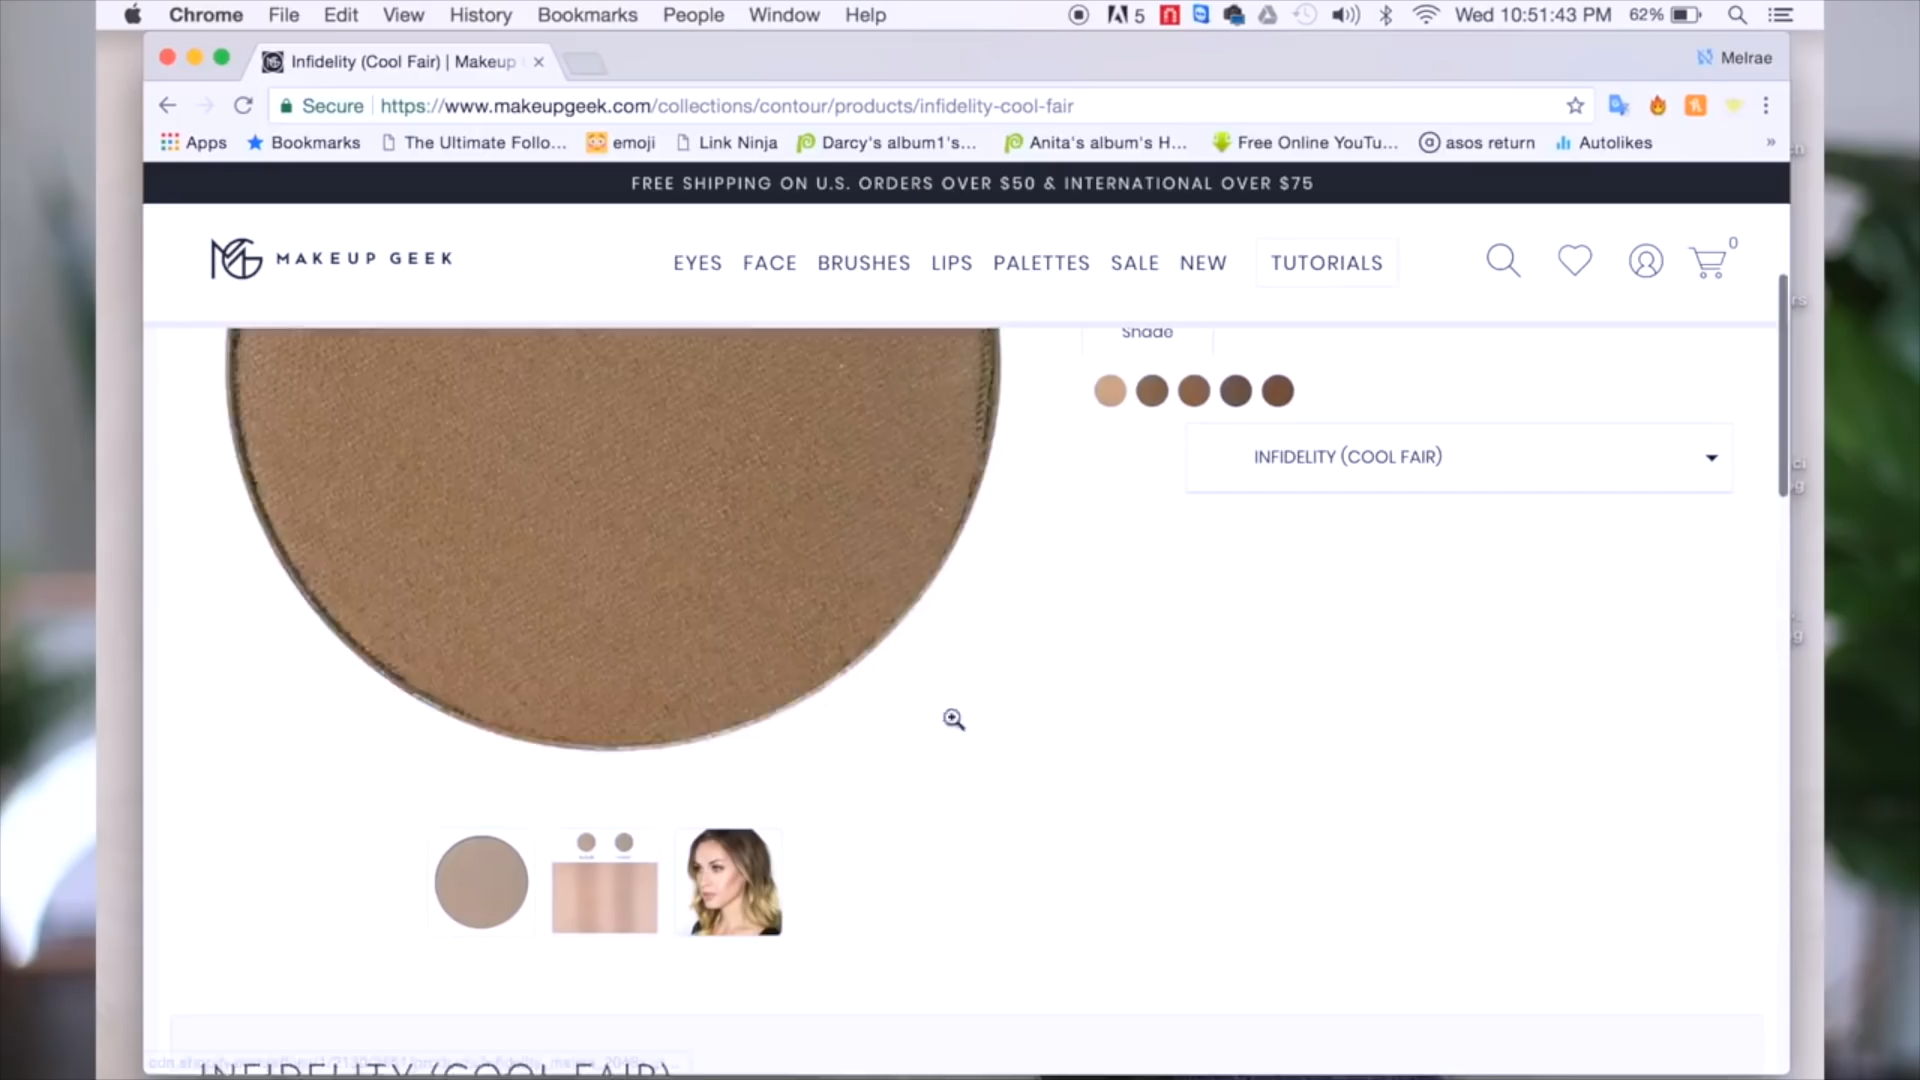 Chrome File Edit View History Bookmarks People Window Help
5 Wed 10:51:43 PM 62%
Infidelity (Cool Fair) | Makeup
Melrae
Secure https://www.makeupgeek.com/collections/contour/products/infidelity-cool-fair
Apps Bookmarks The Ultimate Follo... emoji Link Ninja Darcy's album1's... Anita's album's H... Free Online YouTu... asos return Autolikes »
FREE SHIPPING ON U.S. ORDERS OVER $50 & INTERNATIONAL OVER $75
MAKEUP GEEK EYES FACE BRUSHES LIPS PALETTES SALE NEW TUTORIALS 0
Shade
INFIDELITY (COOL FAIR)
INFIDELITY (COOL FAIR)